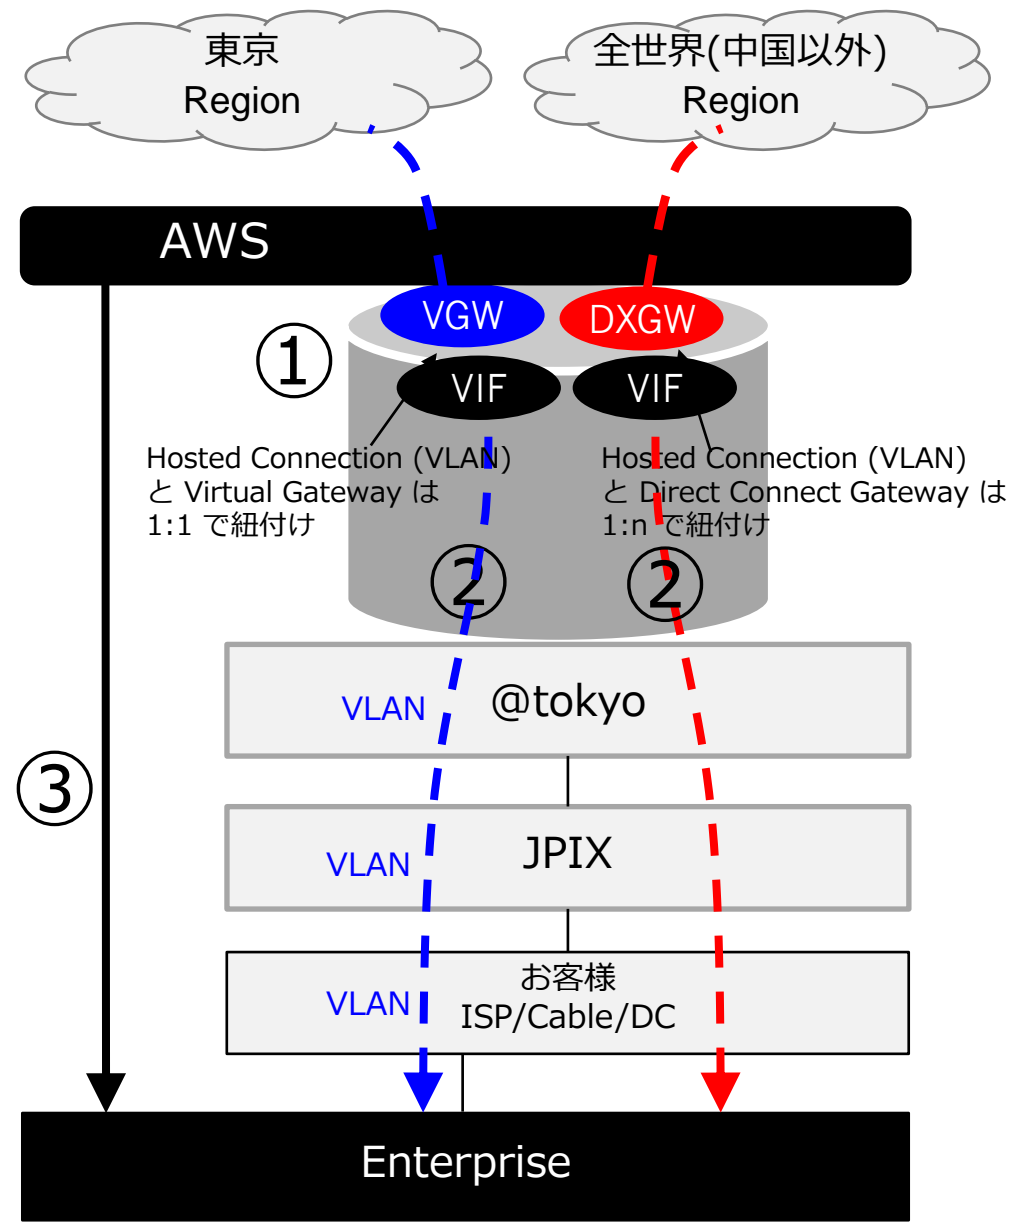 東京
Region
全世界(中国以外)
Region
AWS
VGW
DXGW
①
VIF
VIF
Hosted Connection (VLAN)
と Virtual Gateway は
1:1 で紐付け
Hosted Connection (VLAN)
と Direct Connect Gateway は
1:n で紐付け
②
②
VLAN
@tokyo
③
VLAN
JPIX
VLAN
お客様
ISP/Cable/DC
Enterprise